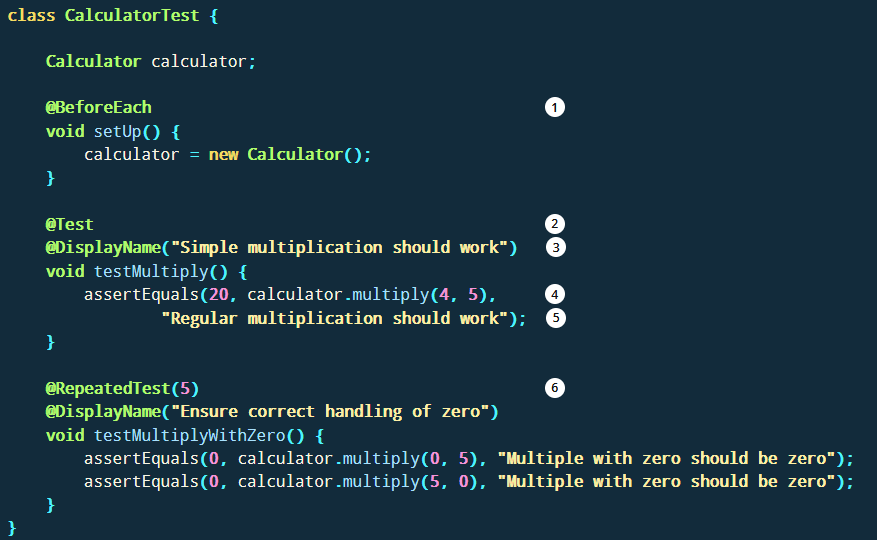 class CalculatorTest {
Calculator calculator;
@BeforeEach 1
void setUp() {
calculator = new Calculator();
}
@Test 2
@DisplayName("Simple multiplication should work") 3
void testMultiply() {
assertEquals(20, calculator.multiply(4, 5), 4
"Regular multiplication should work"); 5
}
@RepeatedTest(5) 6
@DisplayName("Ensure correct handling of zero")
void testMultiplyWithZero() {
assertEquals(0, calculator.multiply(0, 5), "Multiple with zero should be zero");
assertEquals(0, calculator.multiply(5, 0), "Multiple with zero should be zero");
}
}